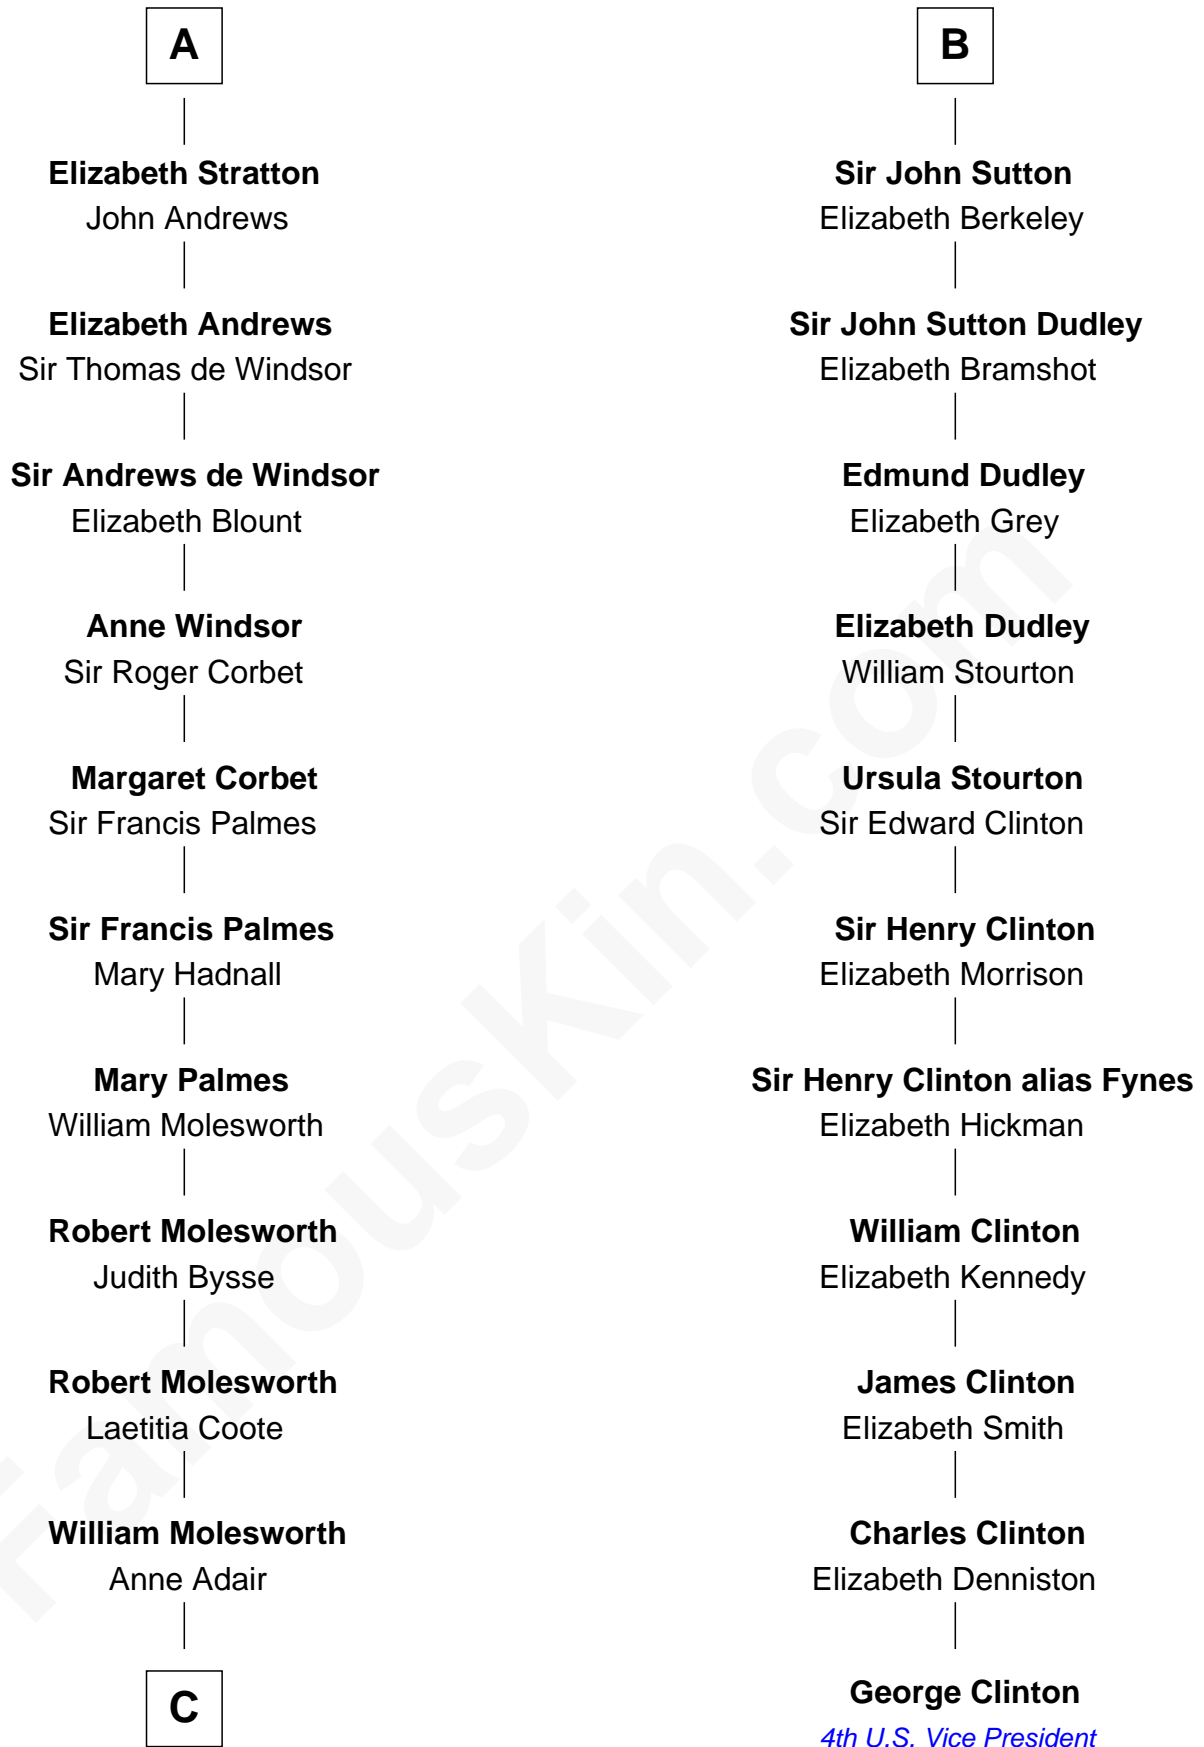 A
Elizabeth Stratton
John Andrews
Elizabeth Andrews
Sir Thomas de Windsor
Sir Andrews de Windsor
Elizabeth Blount
Anne Windsor
Sir Roger Corbet
Margaret Corbet
Sir Francis Palmes
Sir Francis Palmes
Mary Hadnall
Mary Palmes
William Molesworth
Robert Molesworth
Judith Bysse
Robert Molesworth
Laetitia Coote
William Molesworth
Anne Adair
C
B
Sir John Sutton
Elizabeth Berkeley
Sir John Sutton Dudley
Elizabeth Bramshot
Edmund Dudley
Elizabeth Grey
Elizabeth Dudley
William Stourton
Ursula Stourton
Sir Edward Clinton
Sir Henry Clinton
Elizabeth Morrison
Sir Henry Clinton alias Fynes
Elizabeth Hickman
William Clinton
Elizabeth Kennedy
James Clinton
Elizabeth Smith
Charles Clinton
Elizabeth Denniston
George Clinton
4th U.S. Vice President
FamousKin.com